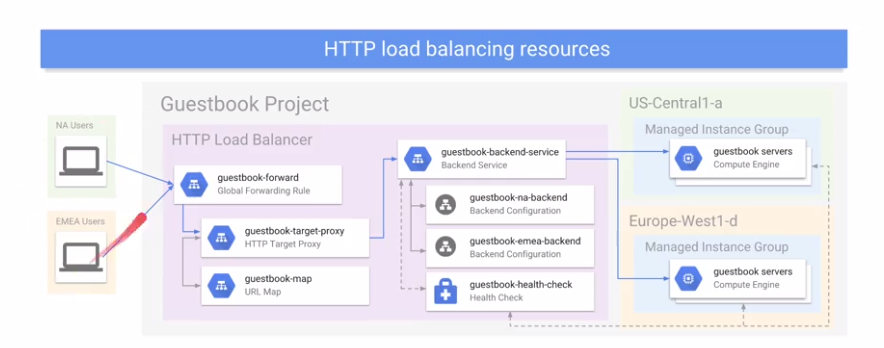 HTTP load balancing resources
Guestbook Project
US-Central1-a
Managed Instance Group
guestbook servers
Compute Engine
NA Users
HTTP Load Balancer
guestbook-forward
Global Forwarding Rule
guestbook-backend-service
Backend Service
guestbook-na-backend
Backend Configuration
EMEA Users
guestbook-target-proxy
HTTP Target Proxy
guestbook-emea-backend
Backend Configuration
guestbook-map
URL Map
guestbook-health-check
Health Check
Europe-West1-d
Managed Instance Group
guestbook servers
Compute Engine